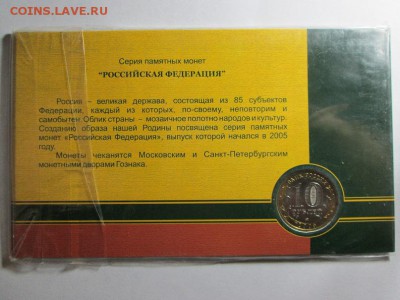 COINS.LAVE.RU
Серия памятных монет
"РОССИЙСКАЯ ФЕДЕРАЦИЯ"
Россия – великая держава, состоящая из 85 субъектов
Федерации, каждый из которых, по-своему, неповторим и
самобытен. Облик страны – мозаичное полотно народов и культур.
Созданию образа нашей Родины посвящена серия памятных
монет «Российская Федерация», выпуск которой начался в 2005
году.
Монеты чеканятся Московским и Санкт-Петербургским
монетными дворами Гознака.
10